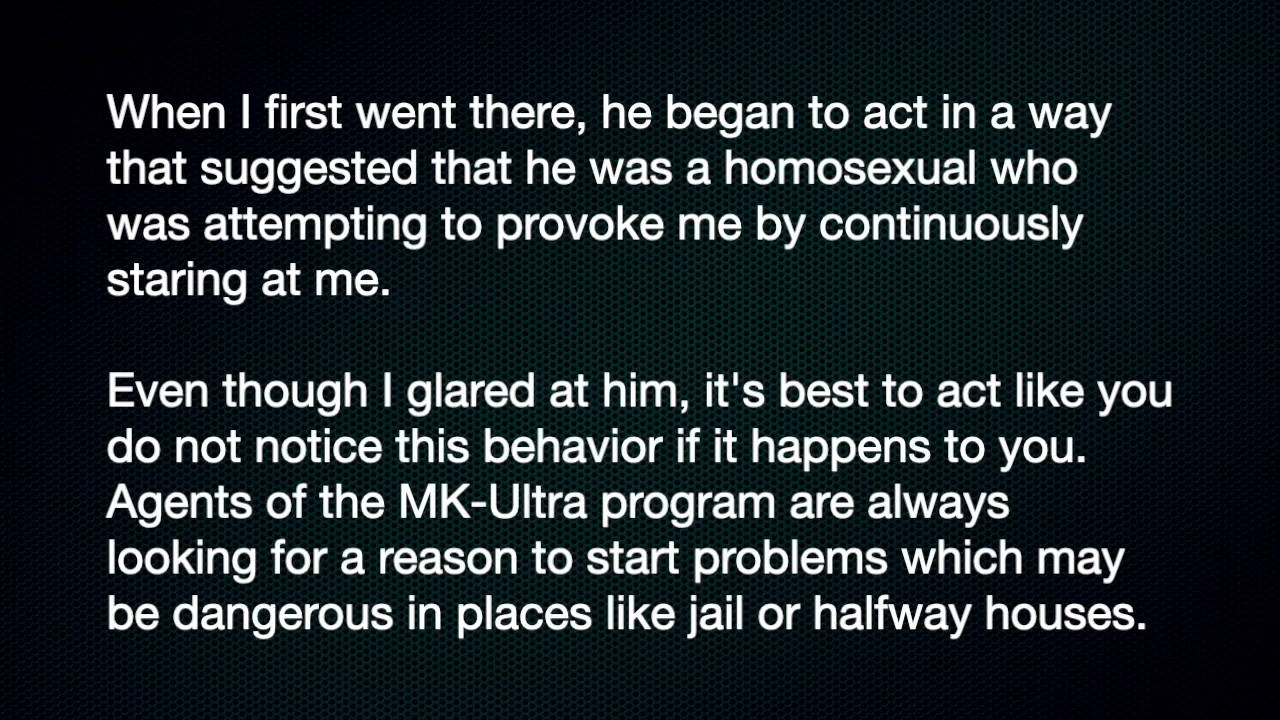 When I first went there, he began to act in a way
that suggested that he was a homosexual who
was attempting to provoke me by continuously
staring at me.
Even though I glared at him, it's best to act like you
do not notice this behavior if it happens to you.
Agents of the MK-Ultra program are always
looking for a reason to start problems which may
be dangerous in places like jail or halfway houses.